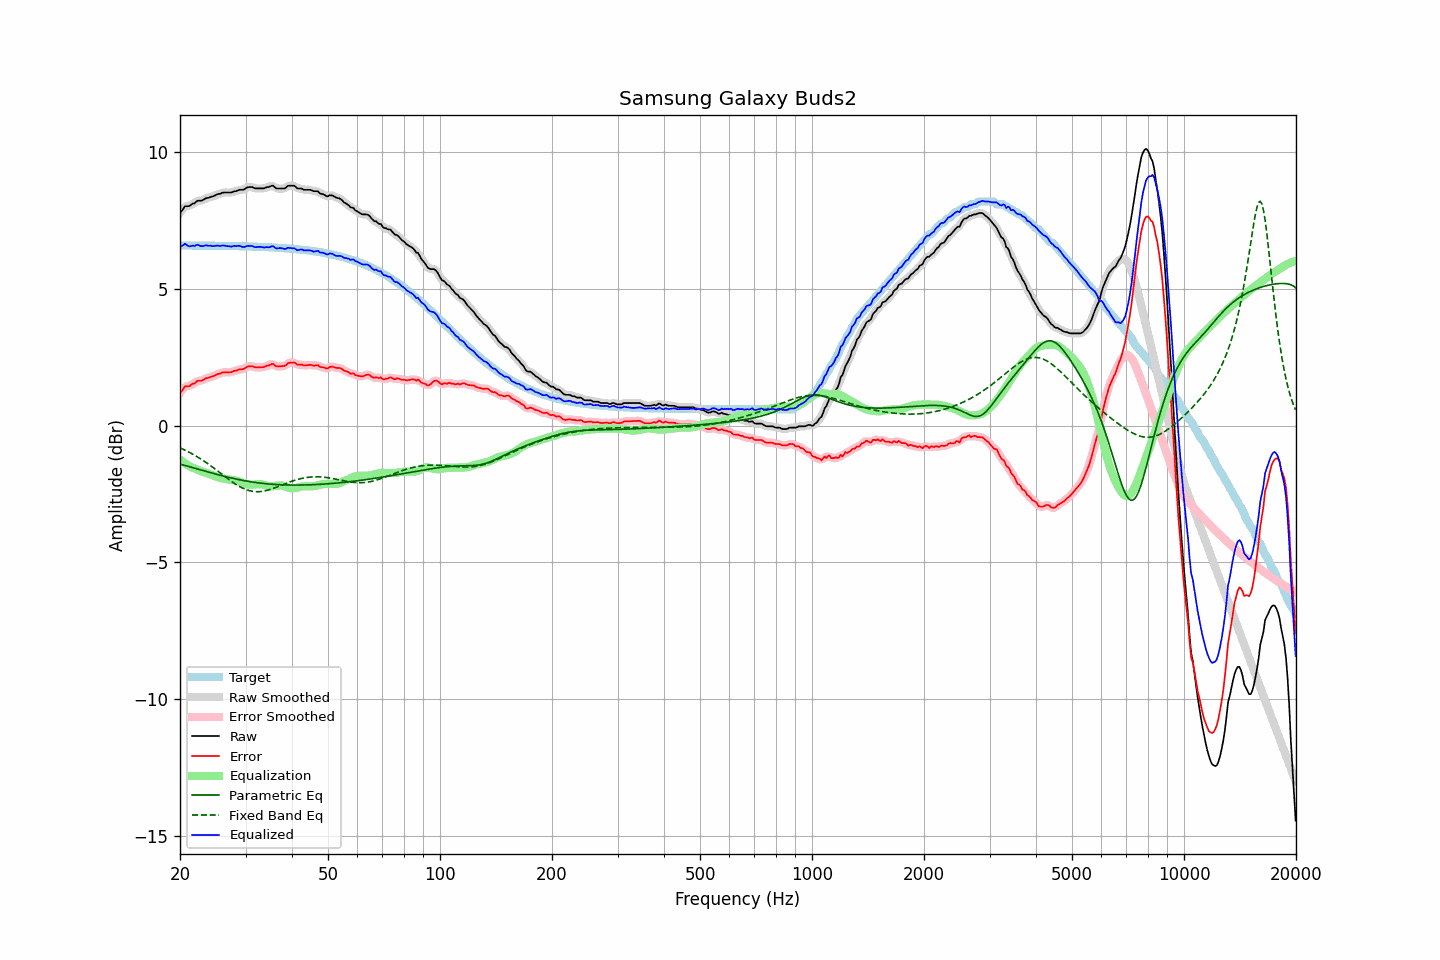 Samsung Galaxy Buds2
Amplitude (dBr)
10
5
0
−5
−10
−15
Target
Raw Smoothed
Error Smoothed
Raw
Error
Equalization
Parametric Eq
Fixed Band Eq
Equalized
20 50 100 200 500 1000 2000 5000 10000 20000
Frequency (Hz)